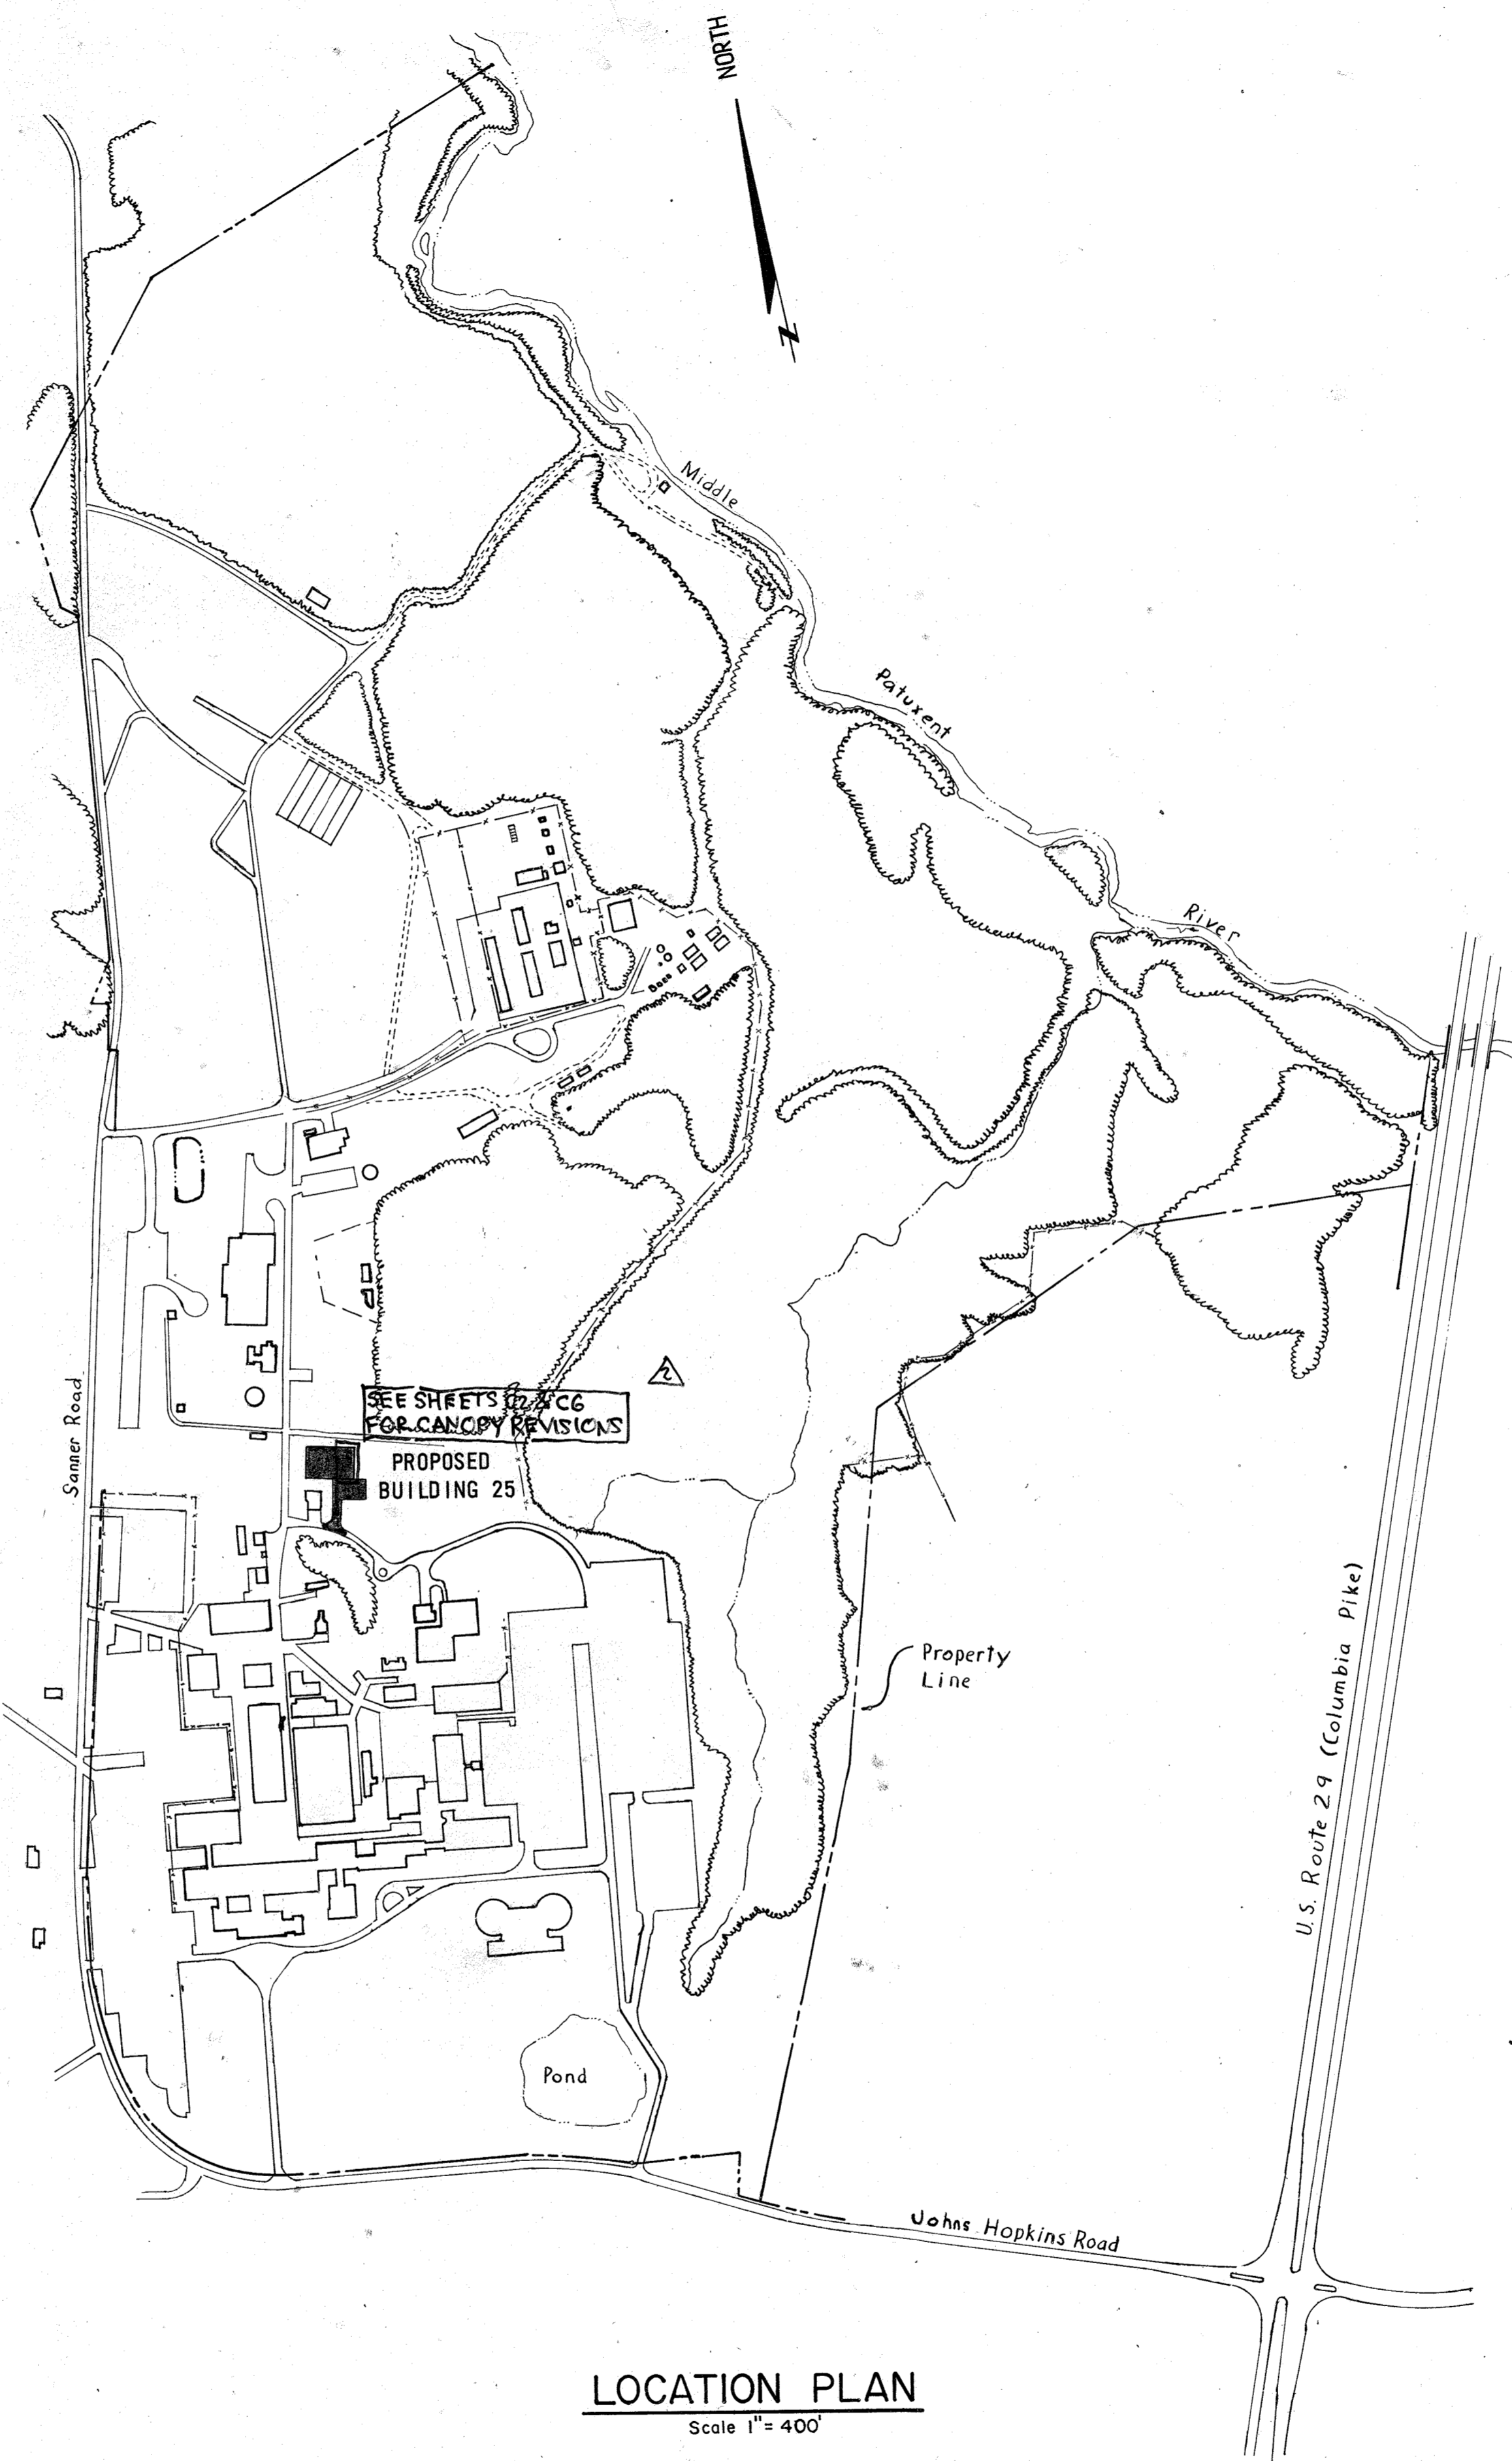 NORTH
N
Middle
Patuxent
River
Sanner Road
2
SEE SHEETS C2 & C6
FOR CANOPY REVISIONS
PROPOSED
BUILDING 25
Property
Line
U.S. Route 29 (Columbia Pike)
Pond
Johns Hopkins Road
LOCATION PLAN
Scale 1" = 400'